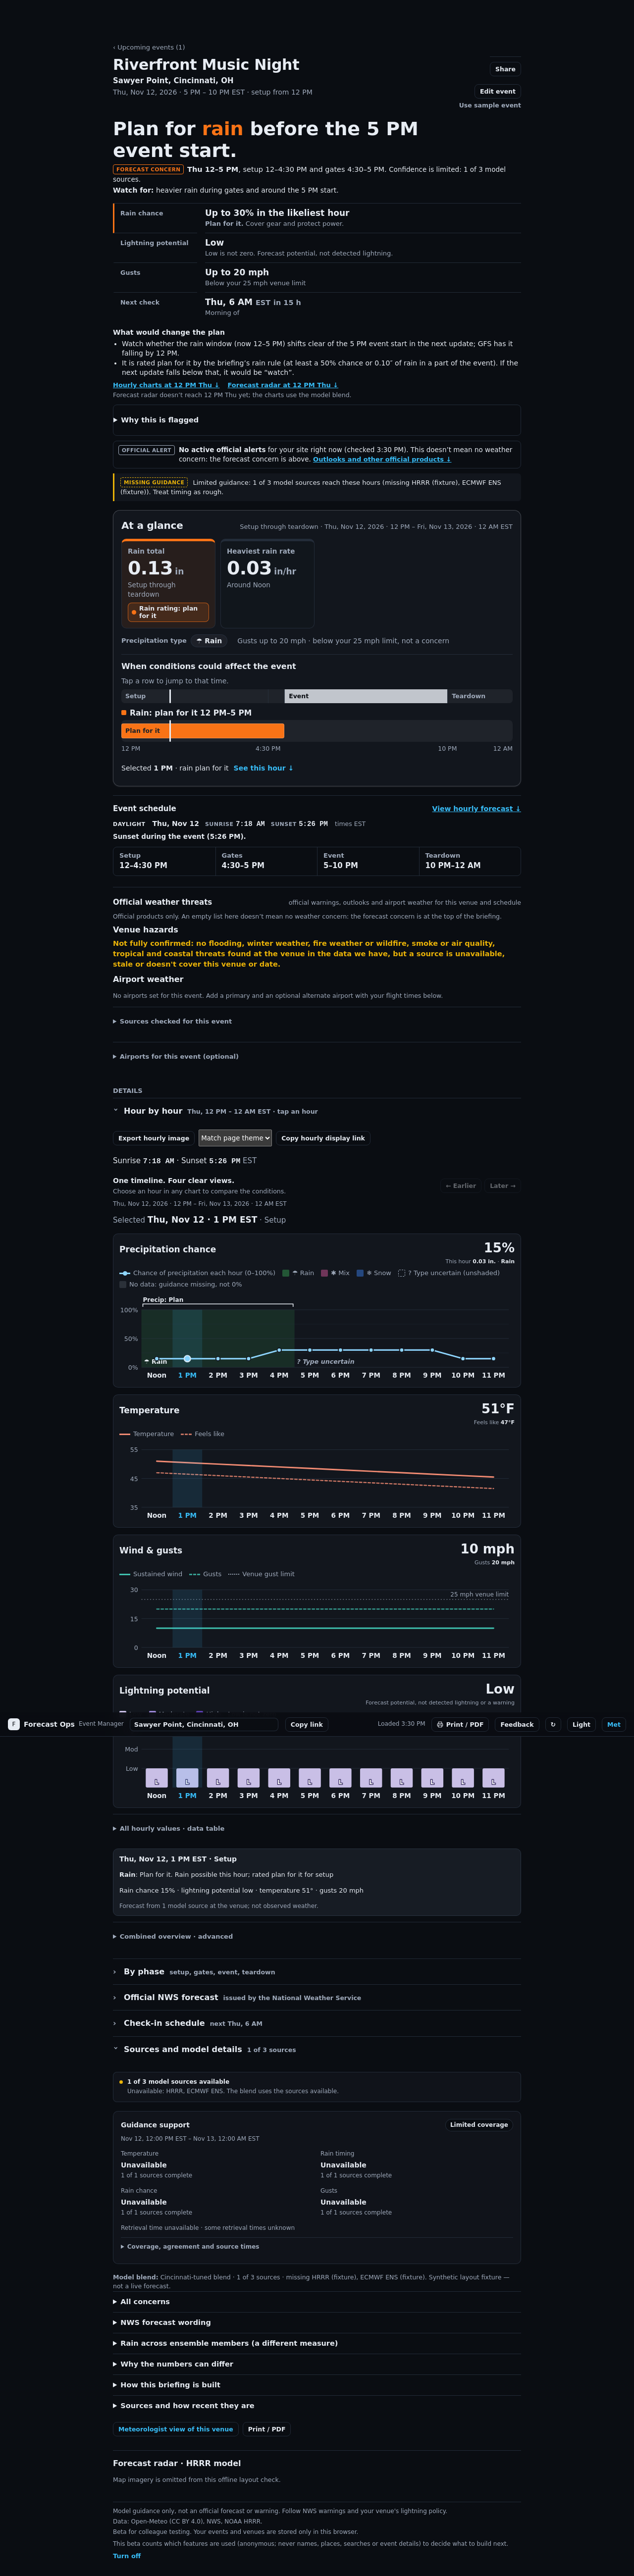 ‹ Upcoming events (1)
Riverfront Music Night
Share
Sawyer Point, Cincinnati, OH
Thu, Nov 12, 2026 · 5 PM – 10 PM EST · setup from 12 PM
Edit event
Use sample event
Plan for rain before the 5 PM
event start.
FORECAST CONCERN Thu 12–5 PM, setup 12–4:30 PM and gates 4:30–5 PM. Confidence is limited: 1 of 3 model
sources.
Watch for: heavier rain during gates and around the 5 PM start.
Rain chance
Up to 30% in the likeliest hour
Plan for it. Cover gear and protect power.
Lightning potential
Low
Low is not zero. Forecast potential, not detected lightning.
Gusts
Up to 20 mph
Below your 25 mph venue limit
Next check
Thu, 6 AM EST in 15 h
Morning of
What would change the plan
• Watch whether the rain window (now 12–5 PM) shifts clear of the 5 PM event start in the next update; GFS has it
falling by 12 PM.
• It is rated plan for it by the briefing’s rain rule (at least a 50% chance or 0.10″ of rain in a part of the event). If the
next update falls below that, it would be “watch”.
Hourly charts at 12 PM Thu ↓ Forecast radar at 12 PM Thu ↓
Forecast radar doesn’t reach 12 PM Thu yet; the charts use the model blend.
▶ Why this is flagged
OFFICIAL ALERT No active official alerts for your site right now (checked 3:30 PM). This doesn’t mean no weather
concern: the forecast concern is above. Outlooks and other official products ↓
MISSING GUIDANCE Limited guidance: 1 of 3 model sources reach these hours (missing HRRR (fixture), ECMWF ENS
(fixture)). Treat timing as rough.
At a glance
Setup through teardown · Thu, Nov 12, 2026 · 12 PM – Fri, Nov 13, 2026 · 12 AM EST
Rain total
0.13 in
Setup through
teardown
Rain rating: plan
for it
Heaviest rain rate
0.03 in/hr
Around Noon
Precipitation type ☂ Rain Gusts up to 20 mph · below your 25 mph limit, not a concern
When conditions could affect the event
Tap a row to jump to that time.
Setup Event Teardown
Rain: plan for it 12 PM–5 PM
Plan for it
12 PM 4:30 PM 10 PM 12 AM
Selected 1 PM · rain plan for it See this hour ↓
Event schedule
View hourly forecast ↓
DAYLIGHT Thu, Nov 12 SUNRISE 7:18 AM SUNSET 5:26 PM times EST
Sunset during the event (5:26 PM).
Setup
12–4:30 PM
Gates
4:30–5 PM
Event
5–10 PM
Teardown
10 PM–12 AM
Official weather threats
official warnings, outlooks and airport weather for this venue and schedule
Official products only. An empty list here doesn’t mean no weather concern: the forecast concern is at the top of the briefing.
Venue hazards
Not fully confirmed: no flooding, winter weather, fire weather or wildfire, smoke or air quality,
tropical and coastal threats found at the venue in the data we have, but a source is unavailable,
stale or doesn't cover this venue or date.
Airport weather
No airports set for this event. Add a primary and an optional alternate airport with your flight times below.
▶ Sources checked for this event
▶ Airports for this event (optional)
DETAILS
Hour by hour Thu, 12 PM – 12 AM EST · tap an hour
Export hourly image Match page theme Copy hourly display link
Sunrise 7:18 AM · Sunset 5:26 PM EST
One timeline. Four clear views.
Choose an hour in any chart to compare the conditions.
← Earlier Later →
Thu, Nov 12, 2026 · 12 PM – Fri, Nov 13, 2026 · 12 AM EST
Selected Thu, Nov 12 · 1 PM EST · Setup
Precipitation chance
15%
This hour 0.03 in. · Rain
Chance of precipitation each hour (0–100%) ☂ Rain ✱ Mix ❄ Snow ? Type uncertain (unshaded)
No data: guidance missing, not 0%
Precip: Plan
100%
50%
0%
☂ Rain
? Type uncertain
Noon 1 PM 2 PM 3 PM 4 PM 5 PM 6 PM 7 PM 8 PM 9 PM 10 PM 11 PM
Temperature
51°F
Feels like 47°F
Temperature Feels like
55
45
35
Noon 1 PM 2 PM 3 PM 4 PM 5 PM 6 PM 7 PM 8 PM 9 PM 10 PM 11 PM
Wind & gusts
10 mph
Gusts 20 mph
Sustained wind Gusts Venue gust limit
30
25 mph venue limit
15
0
Noon 1 PM 2 PM 3 PM 4 PM 5 PM 6 PM 7 PM 8 PM 9 PM 10 PM 11 PM
Lightning potential
Low
Forecast potential, not detected lightning or a warning
F Forecast Ops Event Manager Sawyer Point, Cincinnati, OH Copy link Loaded 3:30 PM Print / PDF Feedback ↻ Light Met
Mod
Low
L L L L L L L L L L L L
Noon 1 PM 2 PM 3 PM 4 PM 5 PM 6 PM 7 PM 8 PM 9 PM 10 PM 11 PM
▶ All hourly values · data table
Thu, Nov 12, 1 PM EST · Setup
Rain: Plan for it. Rain possible this hour; rated plan for it for setup
Rain chance 15% · lightning potential low · temperature 51° · gusts 20 mph
Forecast from 1 model source at the venue; not observed weather.
▶ Combined overview · advanced
› By phase setup, gates, event, teardown
› Official NWS forecast issued by the National Weather Service
› Check-in schedule next Thu, 6 AM
Sources and model details 1 of 3 sources
1 of 3 model sources available
Unavailable: HRRR, ECMWF ENS. The blend uses the sources available.
Guidance support
Limited coverage
Nov 12, 12:00 PM EST – Nov 13, 12:00 AM EST
Temperature
Unavailable
1 of 1 sources complete
Rain timing
Unavailable
1 of 1 sources complete
Rain chance
Unavailable
1 of 1 sources complete
Gusts
Unavailable
1 of 1 sources complete
Retrieval time unavailable · some retrieval times unknown
▶ Coverage, agreement and source times
Model blend: Cincinnati-tuned blend · 1 of 3 sources · missing HRRR (fixture), ECMWF ENS (fixture). Synthetic layout fixture —
not a live forecast.
▶ All concerns
▶ NWS forecast wording
▶ Rain across ensemble members (a different measure)
▶ Why the numbers can differ
▶ How this briefing is built
▶ Sources and how recent they are
Meteorologist view of this venue Print / PDF
Forecast radar · HRRR model
Map imagery is omitted from this offline layout check.
Model guidance only, not an official forecast or warning. Follow NWS warnings and your venue's lightning policy.
Data: Open-Meteo (CC BY 4.0), NWS, NOAA HRRR.
Beta for colleague testing. Your events and venues are stored only in this browser.
This beta counts which features are used (anonymous; never names, places, searches or event details) to decide what to build next.
Turn off